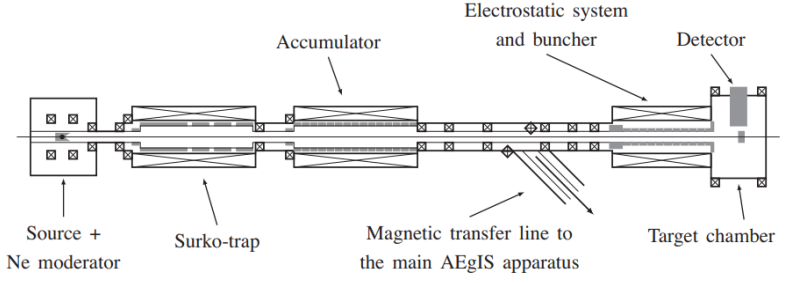 Electrostatic system
and buncher
Detector
Accumulator
Source +
Ne moderator
Surko-trap
Magnetic transfer line to
the main AEgIS apparatus
Target chamber